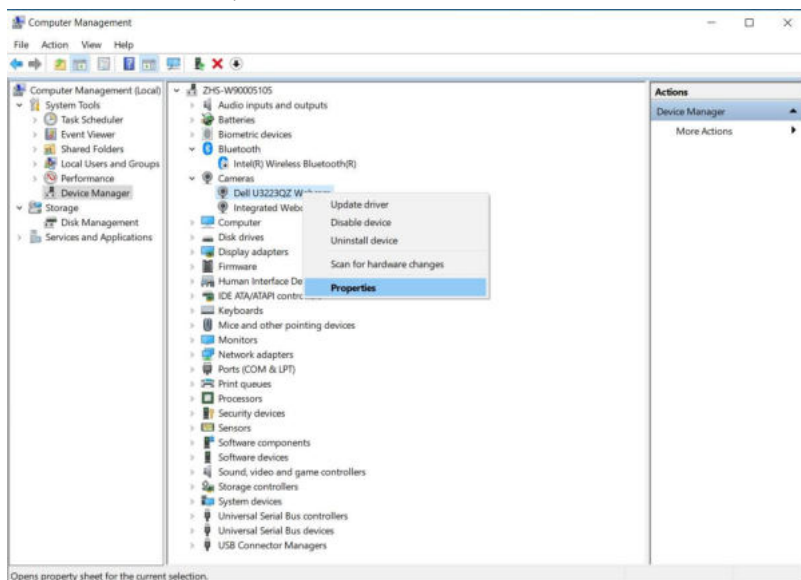 Computer Management
File Action View Help
Computer Management (Local)
System Tools
Task Scheduler
Event Viewer
Shared Folders
Local Users and Groups
Performance
Device Manager
Storage
Disk Management
Services and Applications
ZHS-W90005105
Audio inputs and outputs
Batteries
Biometric devices
Bluetooth
Intel(R) Wireless Bluetooth(R)
Cameras
Dell U3223QZ
Integrated
Computer
Disk drives
Display adapters
Firmware
Human Interface
IDE ATA/ATAPI
Keyboards
Mice and other pointing devices
Monitors
Network adapters
Ports (COM & LPT)
Print queues
Processors
Security devices
Sensors
Software components
Software devices
Sound, video and game controllers
Storage controllers
System devices
Universal Serial Bus controllers
Universal Serial Bus devices
USB Connector Managers
Update driver
Disable device
Uninstall device
Scan for hardware changes
Properties
Actions
Device Manager
More Actions
Opens property sheet for the current selection.